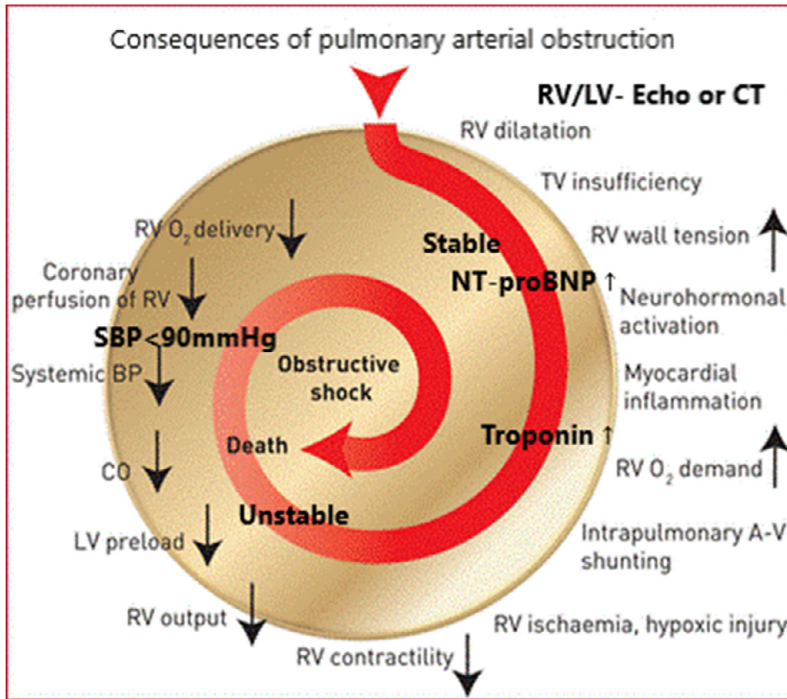 Consequences of pulmonary arterial obstruction
RV/LV- Echo or CT
RV dilatation
TV insufficiency
RV wall tension ↑
Stable
NT-proBNP ↑
Neurohormonal
activation
Myocardial
inflammation
Troponin ↑
RV O₂ demand ↑
Intrapulmonary A-V
shunting
RV ischaemia, hypoxic injury
RV contractility ↓
RV output ↓
Unstable
LV preload ↓
CO ↓
Systemic BP ↓
SBP<90mmHg
Coronary
perfusion of RV ↓
RV O₂ delivery ↓
Obstructive
shock
Death